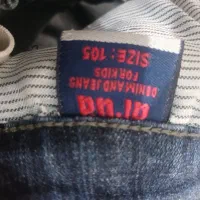 DENIM AND JEANS
FOR KIDS
SIZE: 105